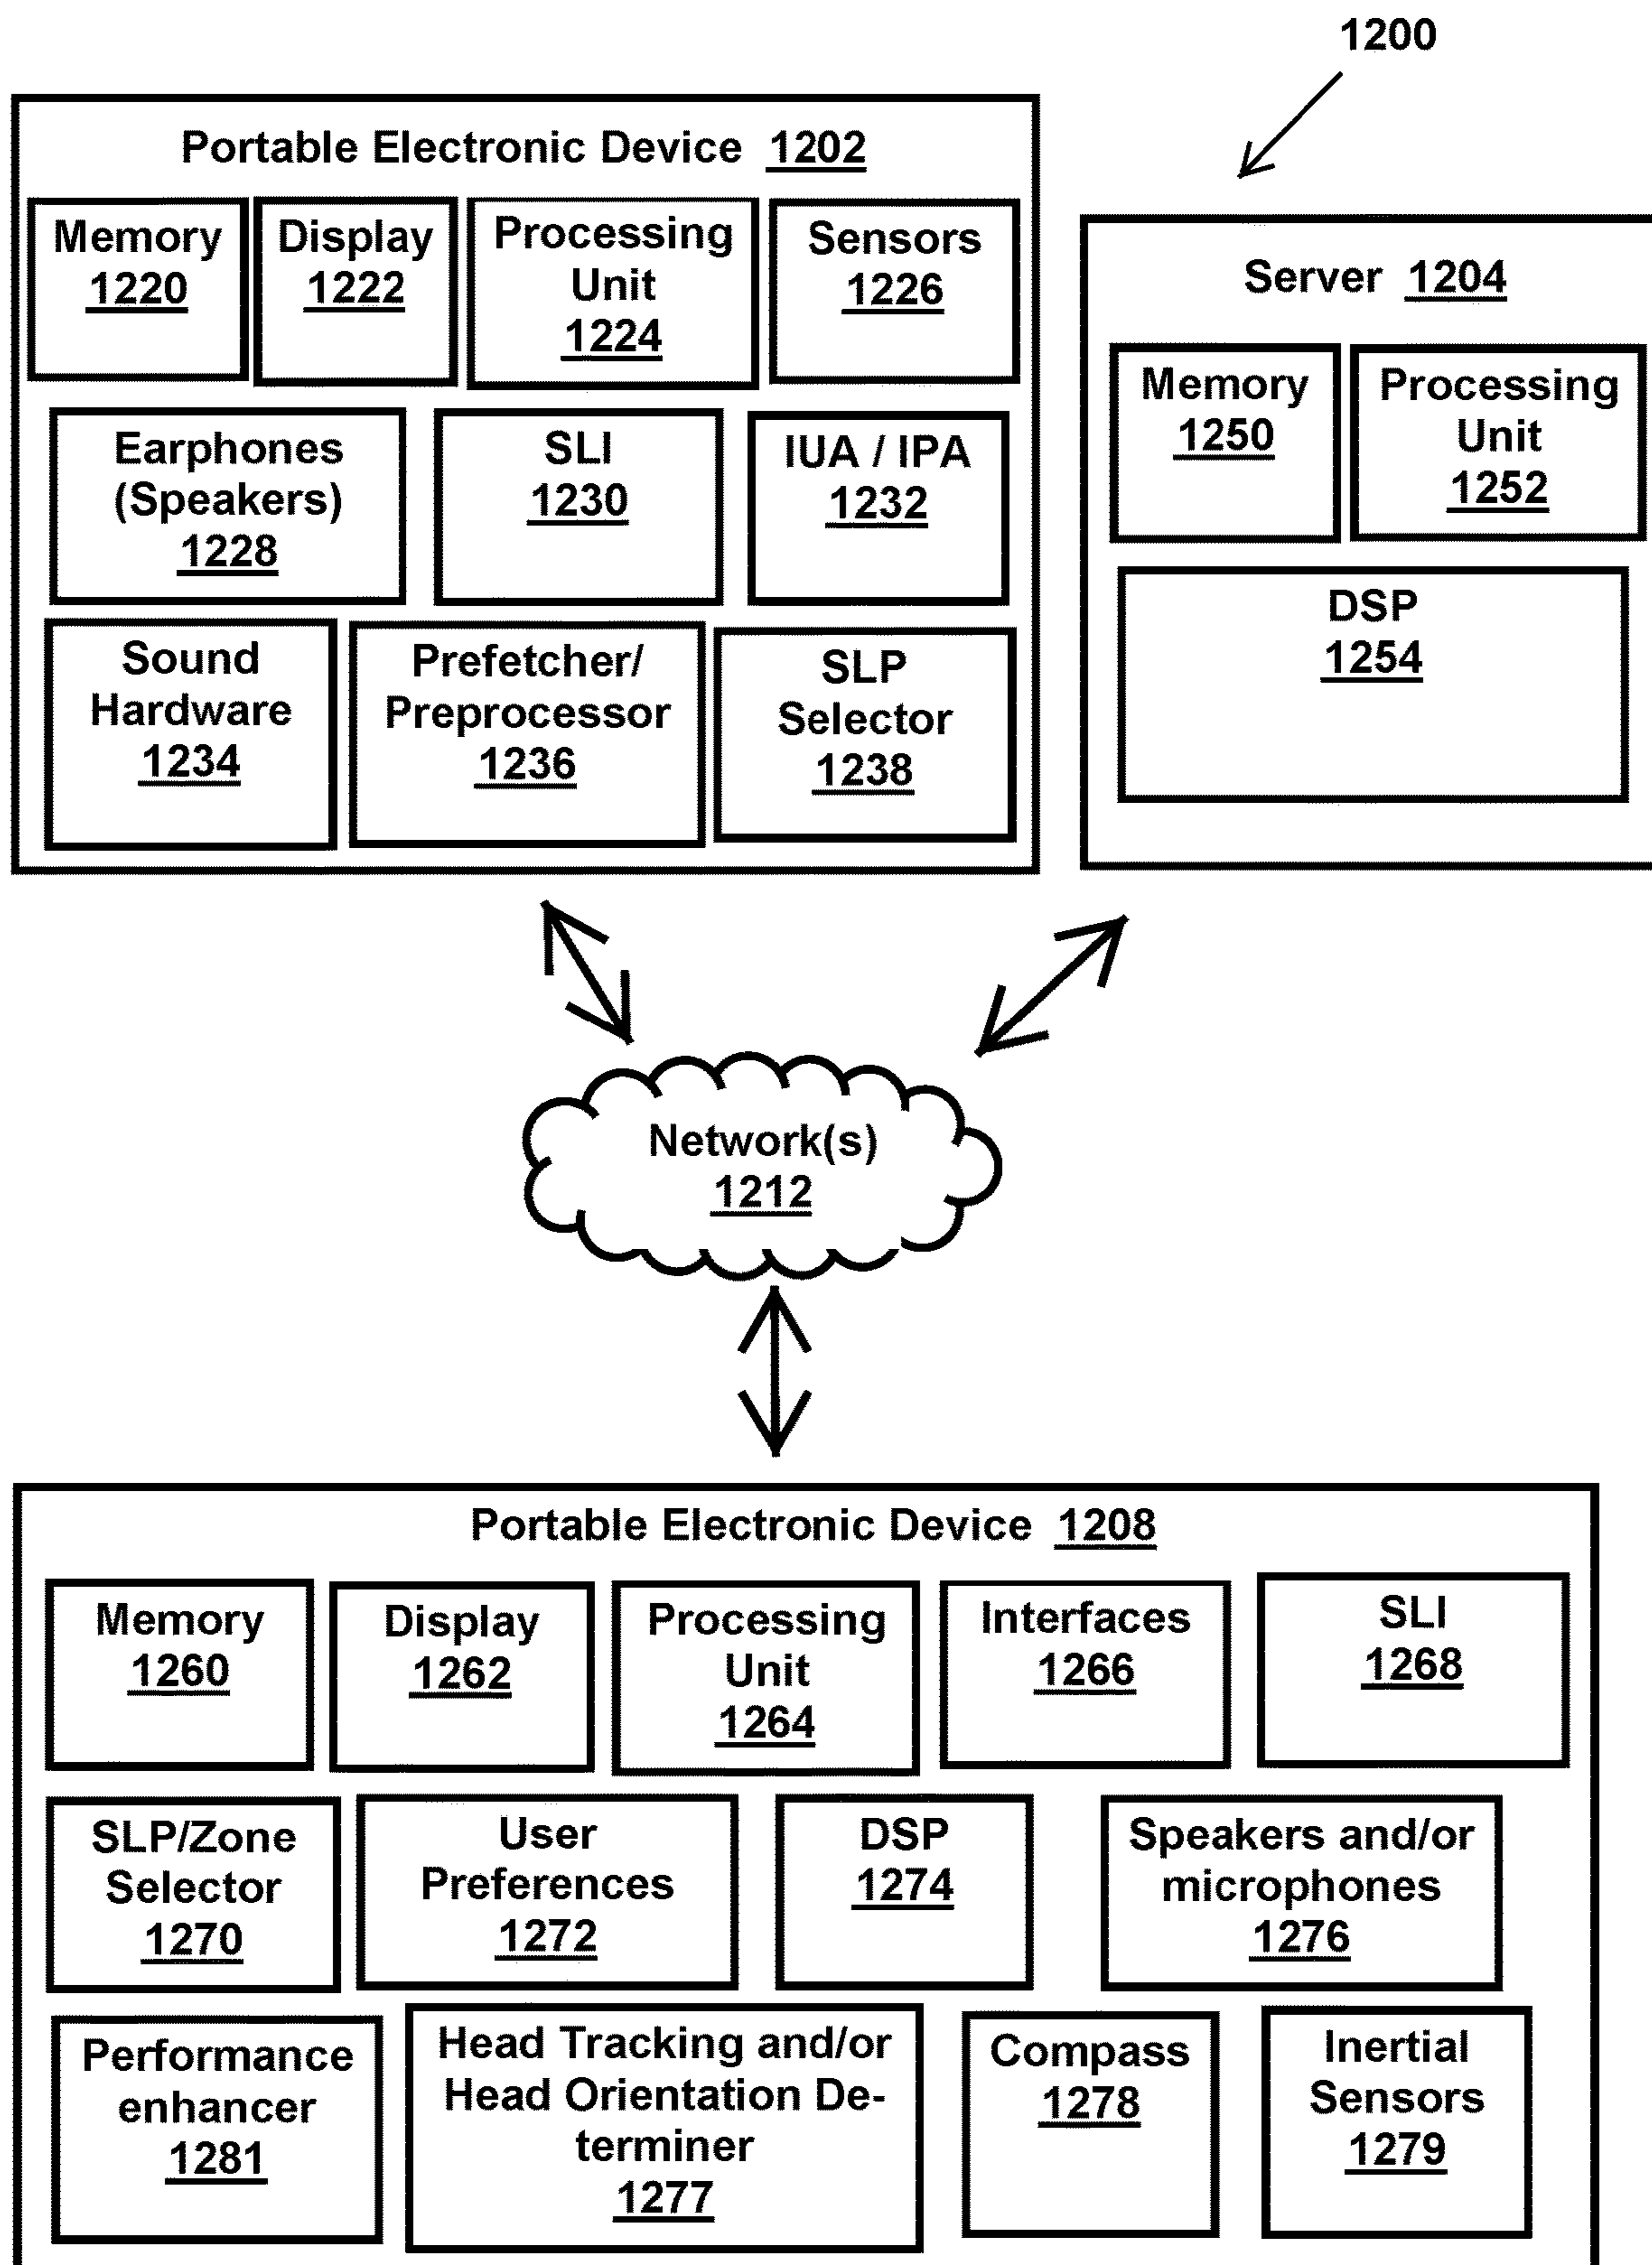 1200
Portable Electronic Device 1202
Memory
1220
Display
1222
Processing
Unit
1224
Sensors
1226
Earphones
(Speakers)
1228
SLI
1230
IUA / IPA
1232
Sound
Hardware
1234
Prefetcher/
Preprocessor
1236
SLP
Selector
1238
Server 1204
Memory
1250
Processing
Unit
1252
DSP
1254
Network(s)
1212
Portable Electronic Device 1208
Memory
1260
Display
1262
Processing
Unit
1264
Interfaces
1266
SLI
1268
SLP/Zone
Selector
1270
User
Preferences
1272
DSP
1274
Speakers and/or
microphones
1276
Performance
enhancer
1281
Head Tracking and/or
Head Orientation De-
terminer
1277
Compass
1278
Inertial
Sensors
1279